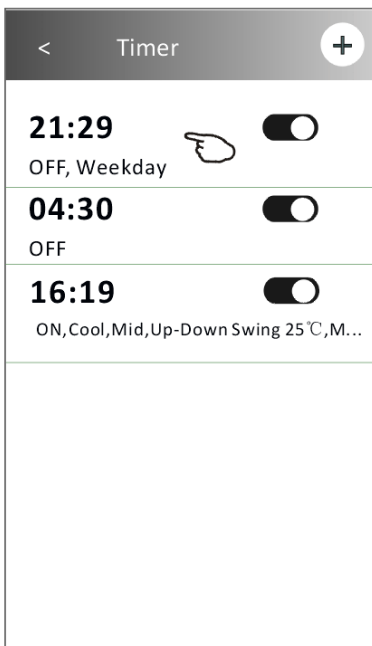 < Timer +
21:29
OFF, Weekday
04:30
OFF
16:19
ON,Cool,Mid,Up-Down Swing 25℃,M...